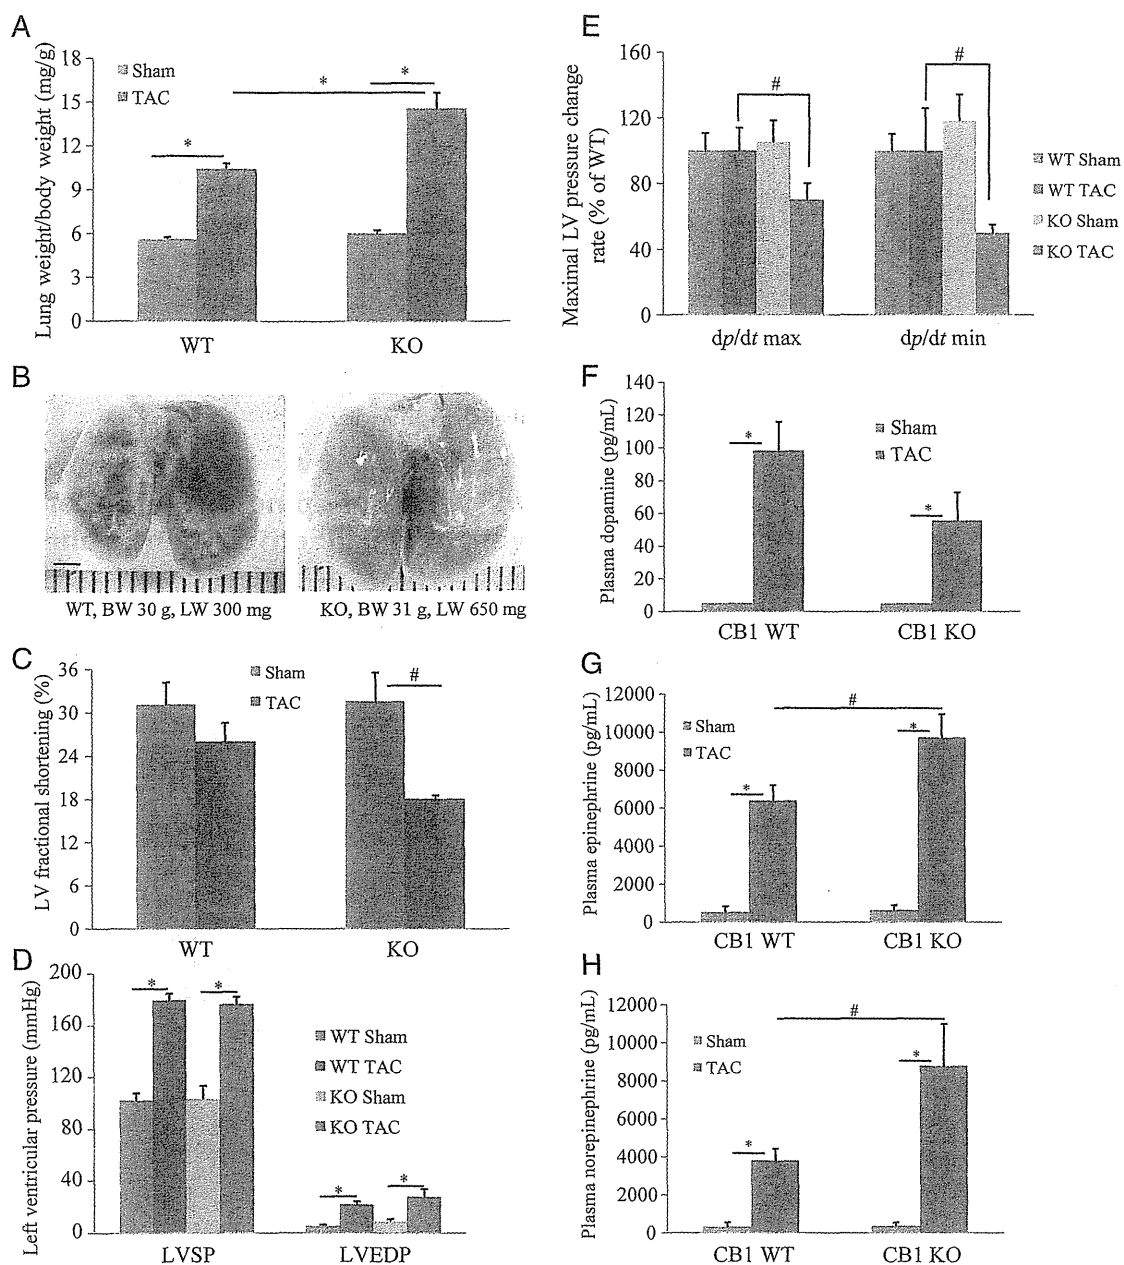 A
Lung weight/body weight (mg/g)
18
15
12
9
6
3
0
Sham
TAC
*
*
*
WT
KO
B
WT, BW 30 g, LW 300 mg
KO, BW 31 g, LW 650 mg
C
LV fractional shortening (%)
36
30
24
18
12
6
0
Sham
TAC
#
WT
KO
D
Left ventricular pressure (mmHg)
200
160
120
80
40
0
*
*
*
*
WT Sham
WT TAC
KO Sham
KO TAC
LVSP
LVEDP
E
Maximal LV pressure change
rate (% of WT)
160
120
80
40
0
#
#
WT Sham
WT TAC
KO Sham
KO TAC
dp/dt max
dp/dt min
F
Plasma dopamine (pg/mL)
140
120
100
80
60
40
20
0
*
*
Sham
TAC
CB1 WT
CB1 KO
G
Plasma epinephrine (pg/mL)
12000
10000
8000
6000
4000
2000
0
Sham
TAC
#
*
*
CB1 WT
CB1 KO
H
Plasma norepinephrine (pg/mL)
12000
10000
8000
6000
4000
2000
0
Sham
TAC
#
*
*
CB1 WT
CB1 KO